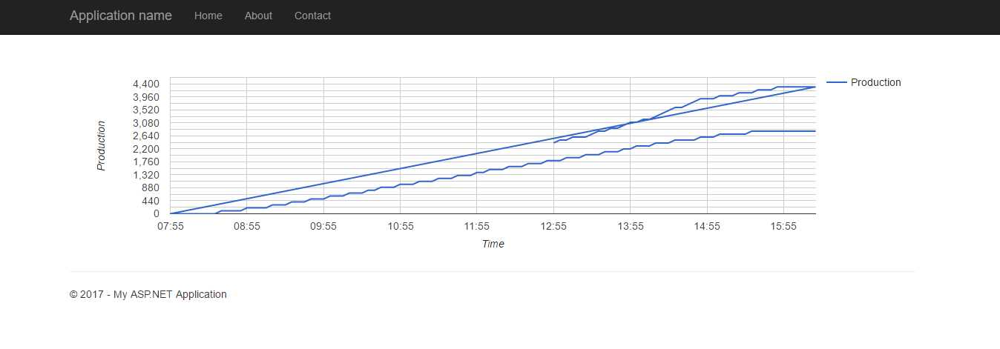 Application name Home About Contact
Production
4,400
3,960
3,520
3,080
2,640
2,200
1,760
1,320
880
440
0
Production
07:55 08:55 09:55 10:55 11:55 12:55 13:55 14:55 15:55
Time
© 2017 - My ASP.NET Application